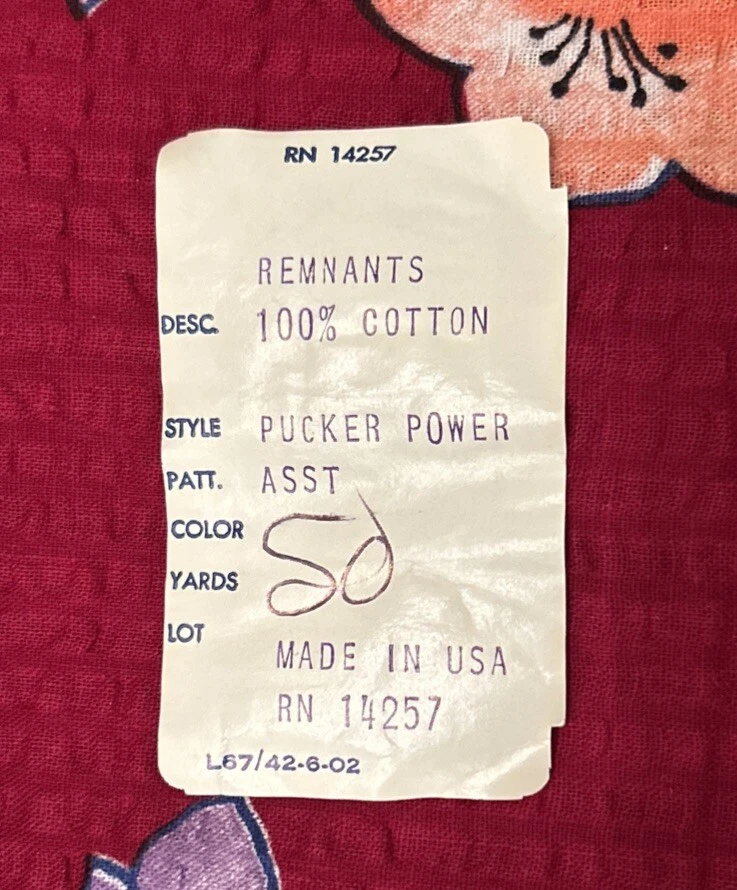 RN 14257
REMNANTS
DESC. 100% COTTON
STYLE PUCKER POWER
PATT. ASST
COLOR
YARDS 50
LOT
MADE IN USA
RN 14257
L67/42-6-02